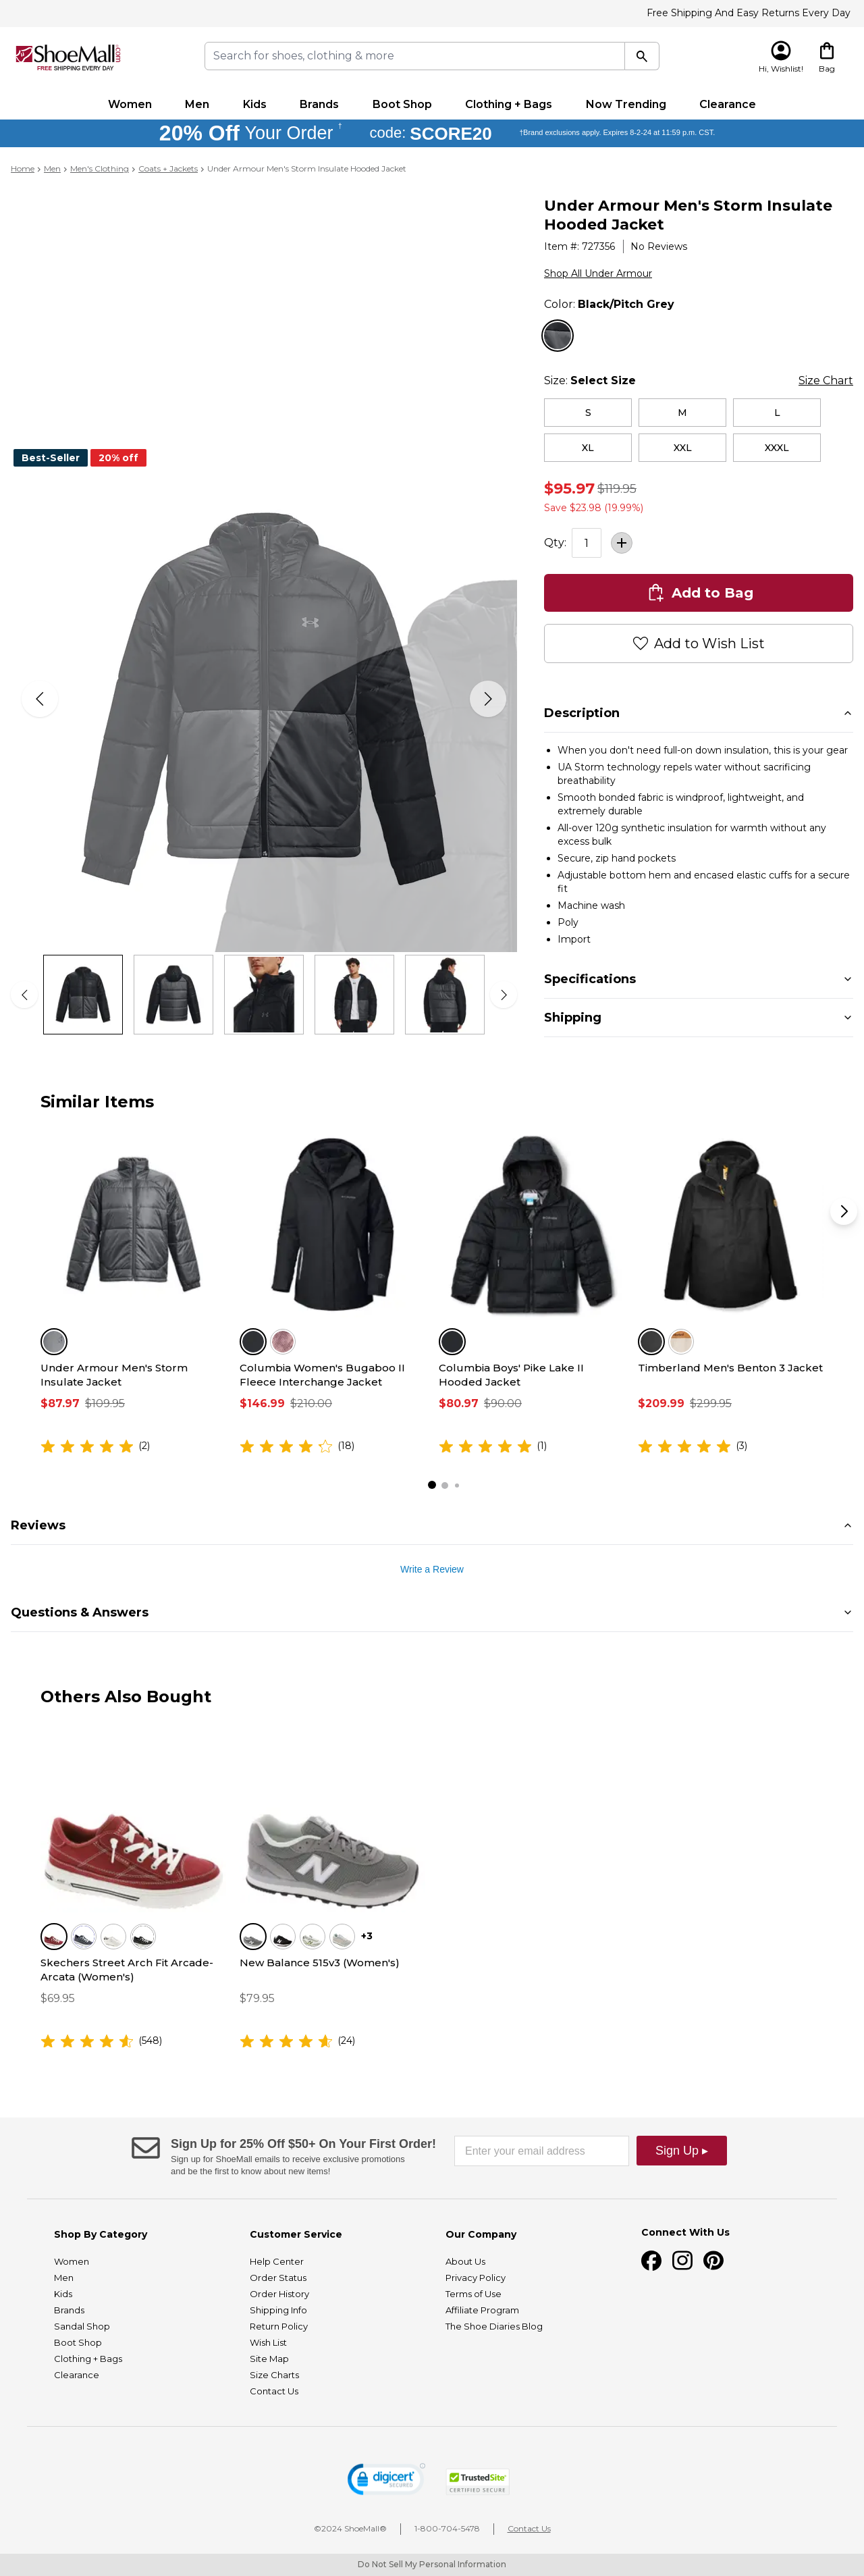 Free Shipping And Easy Returns Every Day
ShoeMall .com
FREE SHIPPING EVERY DAY
Search for shoes, clothing & more
Hi, Wishlist!
Bag
Women Men Kids Brands Boot Shop Clothing + Bags Now Trending Clearance
20% Off Your Order † code: SCORE20 †Brand exclusions apply. Expires 8-2-24 at 11:59 p.m. CST.
Home > Men > Men's Clothing > Coats + Jackets > Under Armour Men's Storm Insulate Hooded Jacket
Under Armour Men's Storm Insulate
Hooded Jacket
Item #: 727356 | No Reviews
Shop All Under Armour
Color: Black/Pitch Grey
Size: Select Size Size Chart
S M L
XL XXL XXXL
Best-Seller 20% off
$95.97 $119.95
Save $23.98 (19.99%)
Qty: 1 +
Add to Bag
Add to Wish List
Description
When you don't need full-on down insulation, this is your gear
UA Storm technology repels water without sacrificing
breathability
Smooth bonded fabric is windproof, lightweight, and
extremely durable
All-over 120g synthetic insulation for warmth without any
excess bulk
Secure, zip hand pockets
Adjustable bottom hem and encased elastic cuffs for a secure
fit
Machine wash
Poly
Import
Specifications
Shipping
Similar Items
Under Armour Men's Storm
Insulate Jacket
$87.97 $109.95
(2)
Columbia Women's Bugaboo II
Fleece Interchange Jacket
$146.99 $210.00
(18)
Columbia Boys' Pike Lake II
Hooded Jacket
$80.97 $90.00
(1)
Timberland Men's Benton 3 Jacket
$209.99 $299.95
(3)
Reviews
Write a Review
Questions & Answers
Others Also Bought
Skechers Street Arch Fit Arcade-
Arcata (Women's)
$69.95
(548)
+3
New Balance 515v3 (Women's)
$79.95
(24)
Sign Up for 25% Off $50+ On Your First Order!
Sign up for ShoeMall emails to receive exclusive promotions
and be the first to know about new items!
Enter your email address
Sign Up ▸
Shop By Category
Women
Men
Kids
Brands
Sandal Shop
Boot Shop
Clothing + Bags
Clearance
Customer Service
Help Center
Order Status
Order History
Shipping Info
Return Policy
Wish List
Site Map
Size Charts
Contact Us
Our Company
About Us
Privacy Policy
Terms of Use
Affiliate Program
The Shoe Diaries Blog
Connect With Us
digicert SECURED
TrustedSite
CERTIFIED SECURE
©2024 ShoeMall® | 1-800-704-5478 | Contact Us
Do Not Sell My Personal Information